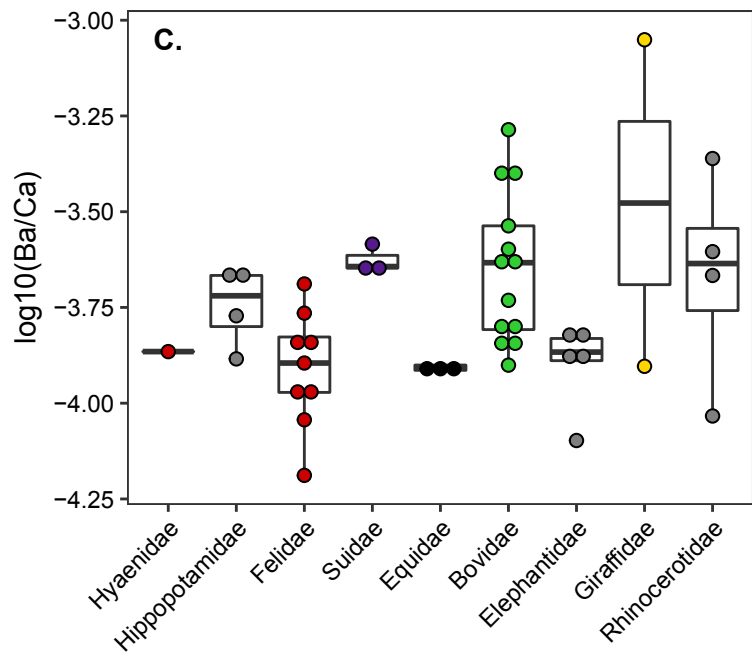 C.
log10(Ba/Ca)
−3.00
−3.25
−3.50
−3.75
−4.00
−4.25
Hyaenidae
Hippopotamidae
Felidae
Suidae
Equidae
Bovidae
Elephantidae
Giraffidae
Rhinocerotidae